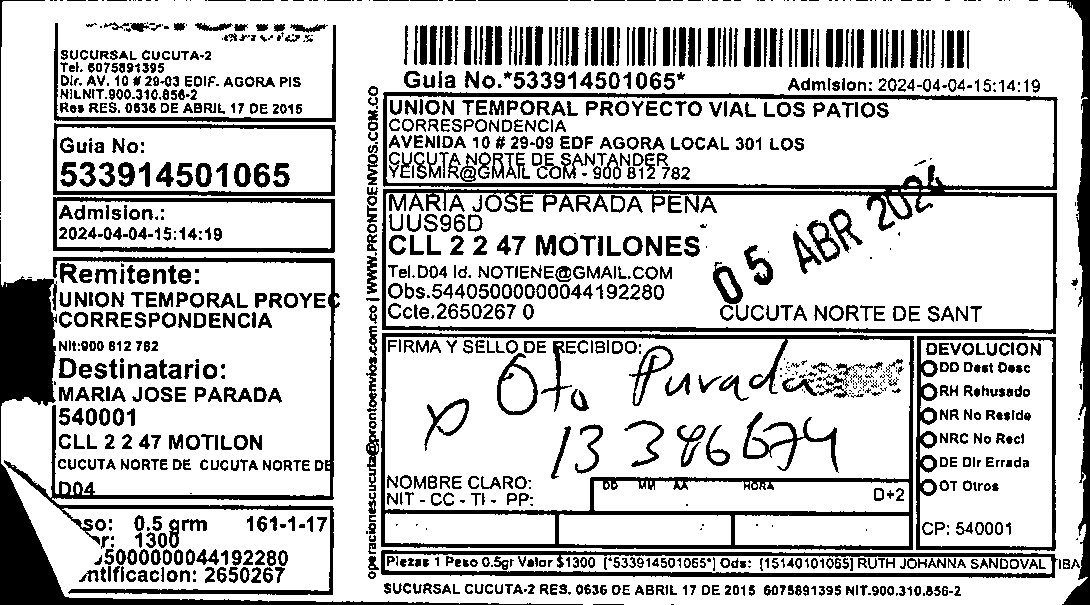 envios
SUCURSAL CUCUTA-2
Tel. 6075891395
Dir. AV. 10 # 29-03 EDIF. AGORA PIS
NILNIT.900.310.856-2
Res RES. 0636 DE ABRIL 17 DE 2015
Guia No:
533914501065
Admision.:
2024-04-04-15:14:19
Remitente:
UNION TEMPORAL PROYEC
CORRESPONDENCIA
Nit:900 812 782
Destinatario:
MARIA JOSE PARADA
540001
CLL 2 2 47 MOTILON
CUCUTA NORTE DE CUCUTA NORTE DE
D04
eso: 0.5 grm 161-1-17
or: 1300
500000000044192280
ntificacion: 2650267
operacionescucuta@prontoenvios.com.co | WWW.PRONTOENVIOS.COM.CO
Guia No.*533914501065* Admision: 2024-04-04-15:14:19
UNION TEMPORAL PROYECTO VIAL LOS PATIOS
CORRESPONDENCIA
AVENIDA 10 # 29-09 EDF AGORA LOCAL 301 LOS
CUCUTA NORTE DE SANTANDER
YEISMIR@GMAIL COM - 900 812 782
MARIA JOSE PARADA PENA
UUS96D
CLL 2 2 47 MOTILONES
Tel.D04 Id. NOTIENE@GMAIL.COM
Obs.54405000000044192280
Ccte.2650267 0
CUCUTA NORTE DE SANT
05 ABR 2024
FIRMA Y SELLO DE RECIBIDO:
Oto Parada
X
13 386674
NOMBRE CLARO:
NIT - CC - TI - PP:
DD MM AA HORA
D+2
DEVOLUCION
DD Dest Desc
RH Rehusado
NR No Reside
NRC No Recl
DE Dir Errada
OT Otros
CP: 540001
Piezas 1 Peso 0.5gr Valor $1300 [*533914501065*] Ods: [15140101065] RUTH JOHANNA SANDOVAL TIBA
SUCURSAL CUCUTA-2 RES. 0636 DE ABRIL 17 DE 2015 6075891395 NIT.900.310.856-2